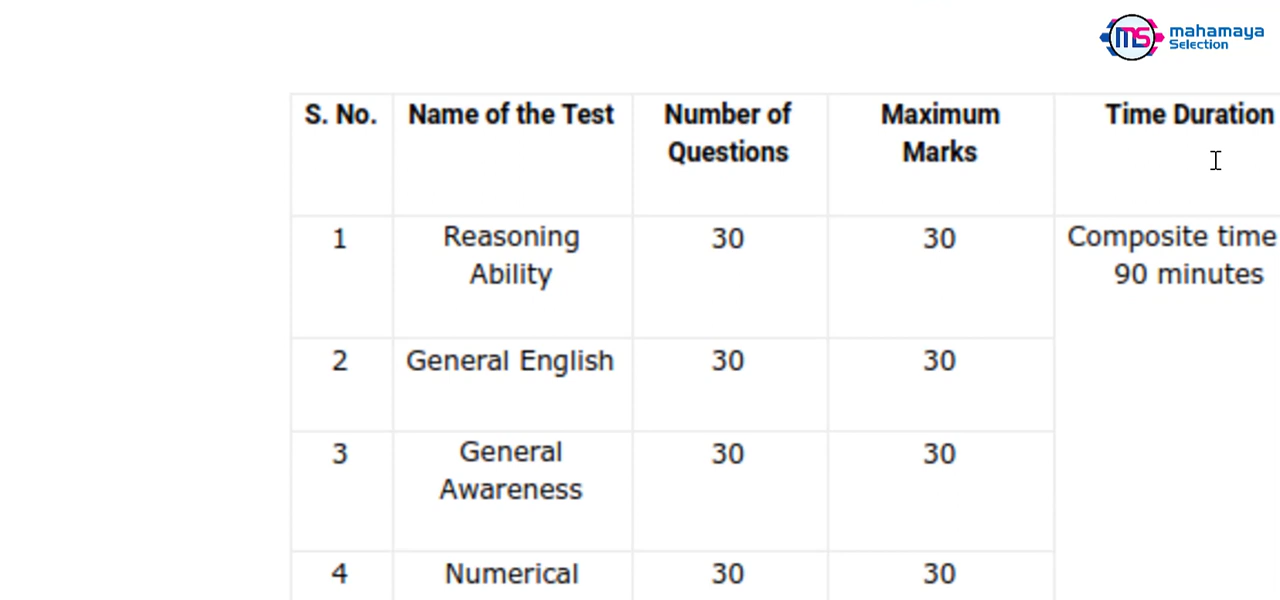 mahamaya
Selection
S. No. Name of the Test Number of Questions Maximum Marks Time Duration
1 Reasoning Ability 30 30 Composite time 90 minutes
2 General English 30 30
3 General Awareness 30 30
4 Numerical 30 30